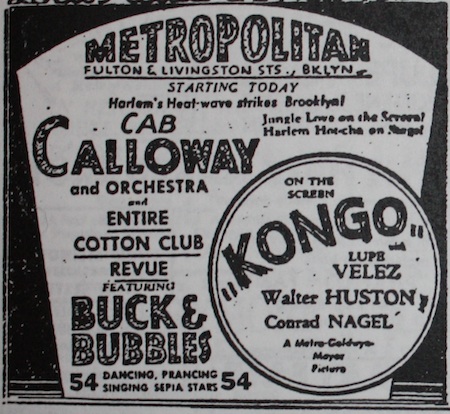 METROPOLITAN
FULTON & LIVINGSTON STS., BKLYN.
STARTING TODAY
Harlem's Heat-wave strikes Brooklyn!
Jungle Love on the Screen!
Harlem Hot-cha on Stage!
CAB
CALLOWAY
and ORCHESTRA
and
ENTIRE
COTTON CLUB
REVUE
FEATURING
BUCK &
BUBBLES
54 DANCING, PRANCING
SINGING SEPIA STARS 54
ON THE
SCREEN
"KONGO"
with
LUPE
VELEZ
Walter HUSTON
Conrad NAGEL
A Metro-Goldwyn-
Mayer
Picture